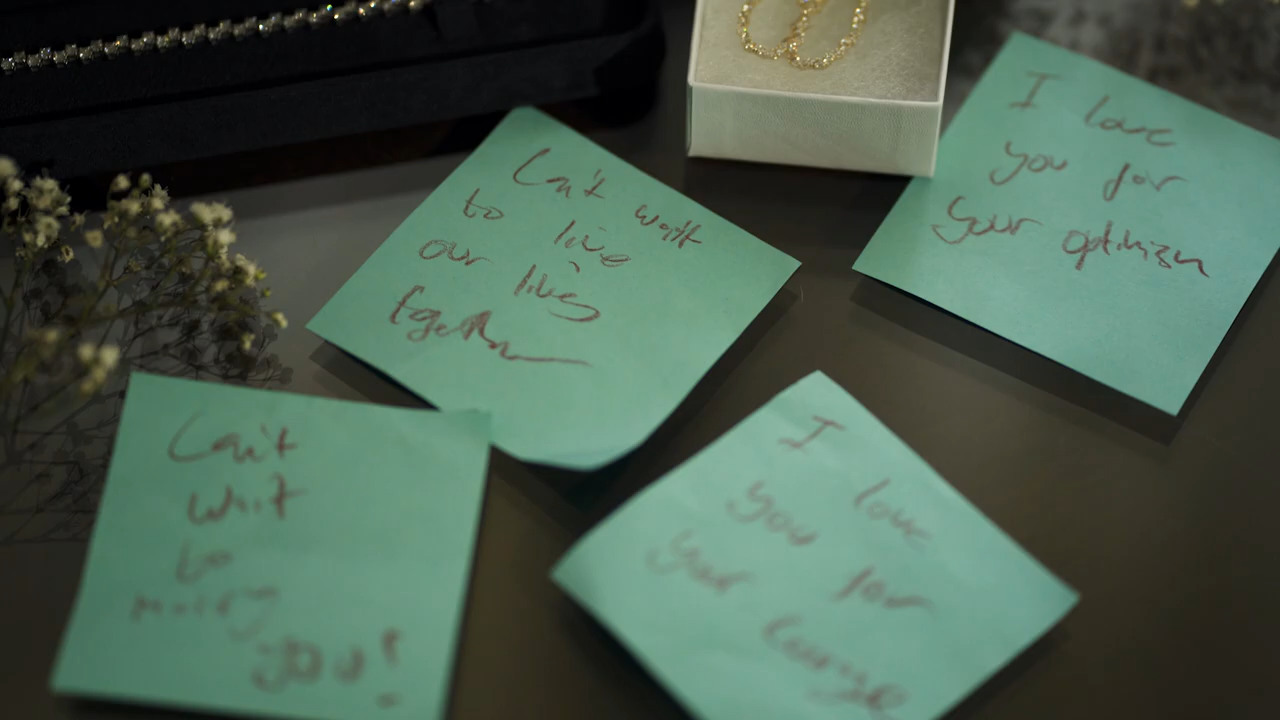 Can't wait
to live
our lives
together
I love
you for
your optimism
Can't
wait
to
marry
you!
I love
you for
your courage